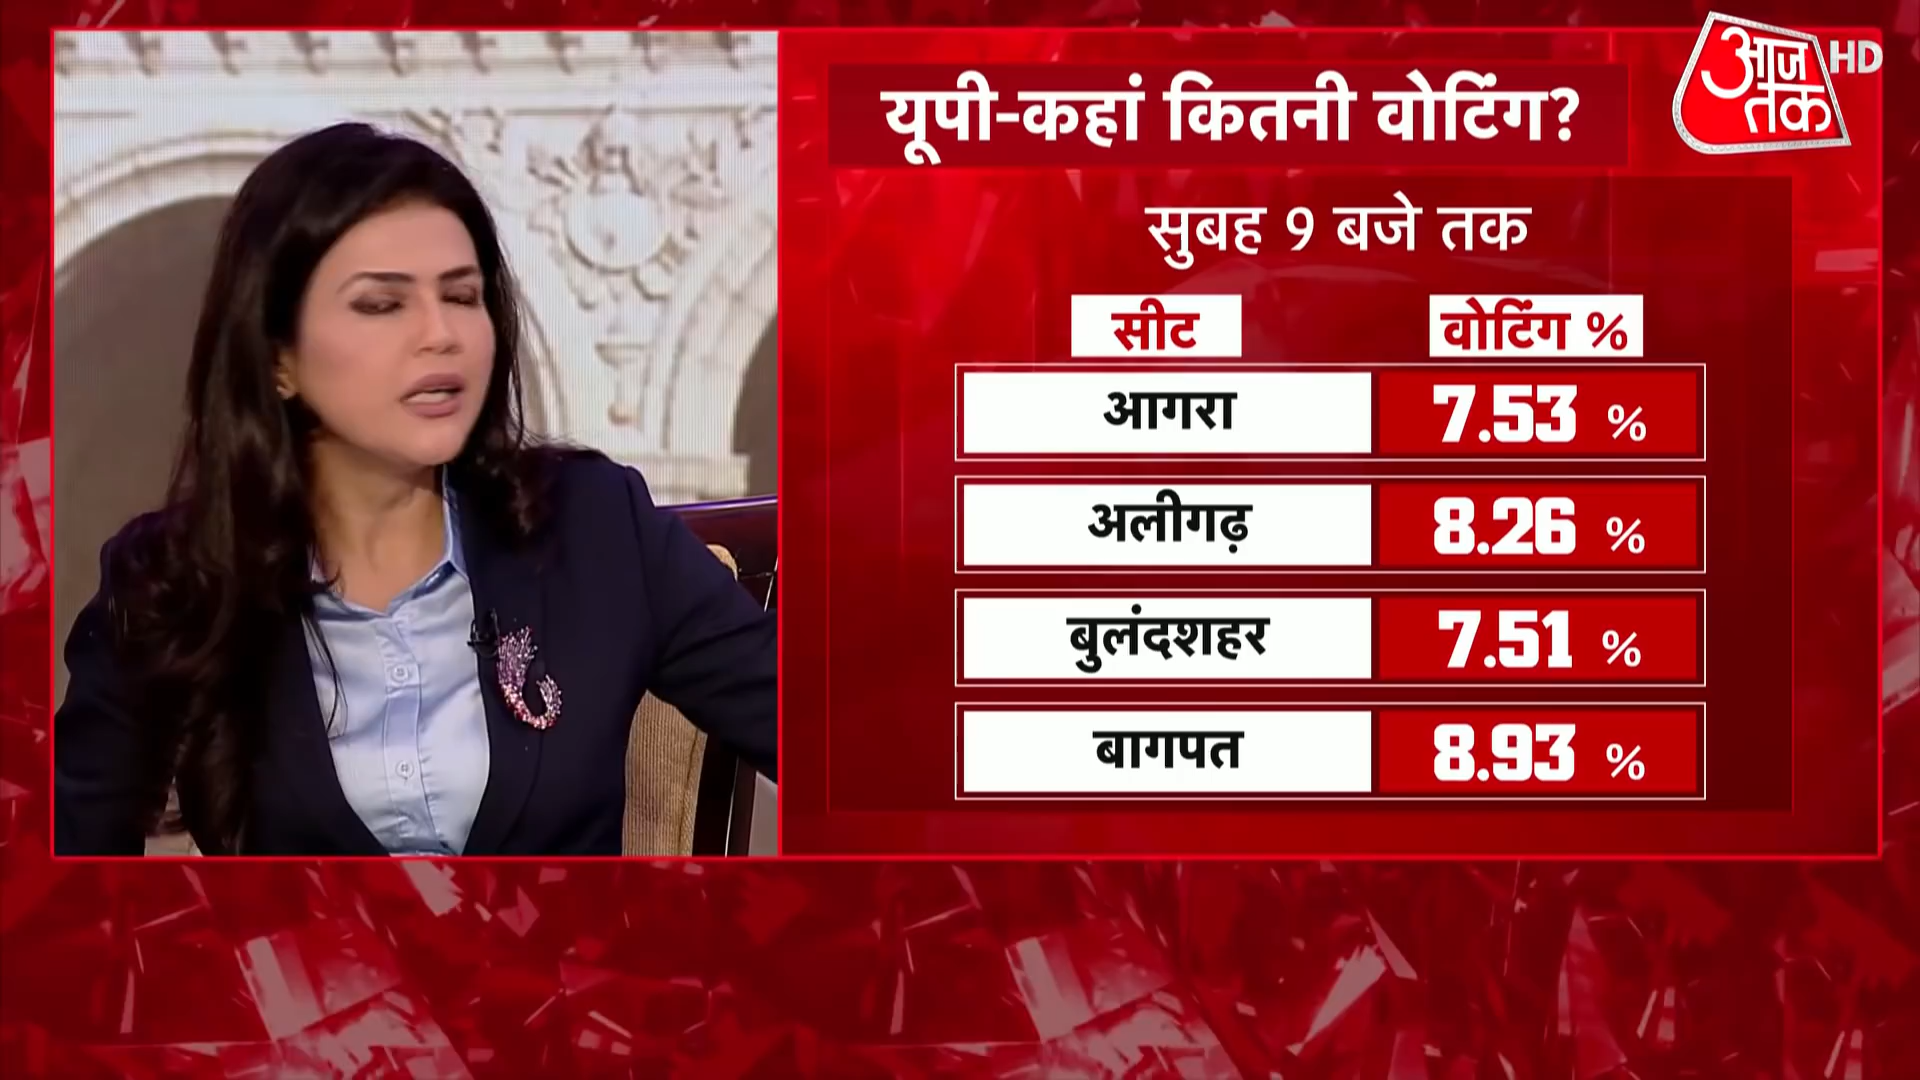 यूपी-कहां कितनी वोटिंग?
आज तक HD
सुबह 9 बजे तक
सीट वोटिंग %
आगरा 7.53 %
अलीगढ़ 8.26 %
बुलंदशहर 7.51 %
बागपत 8.93 %